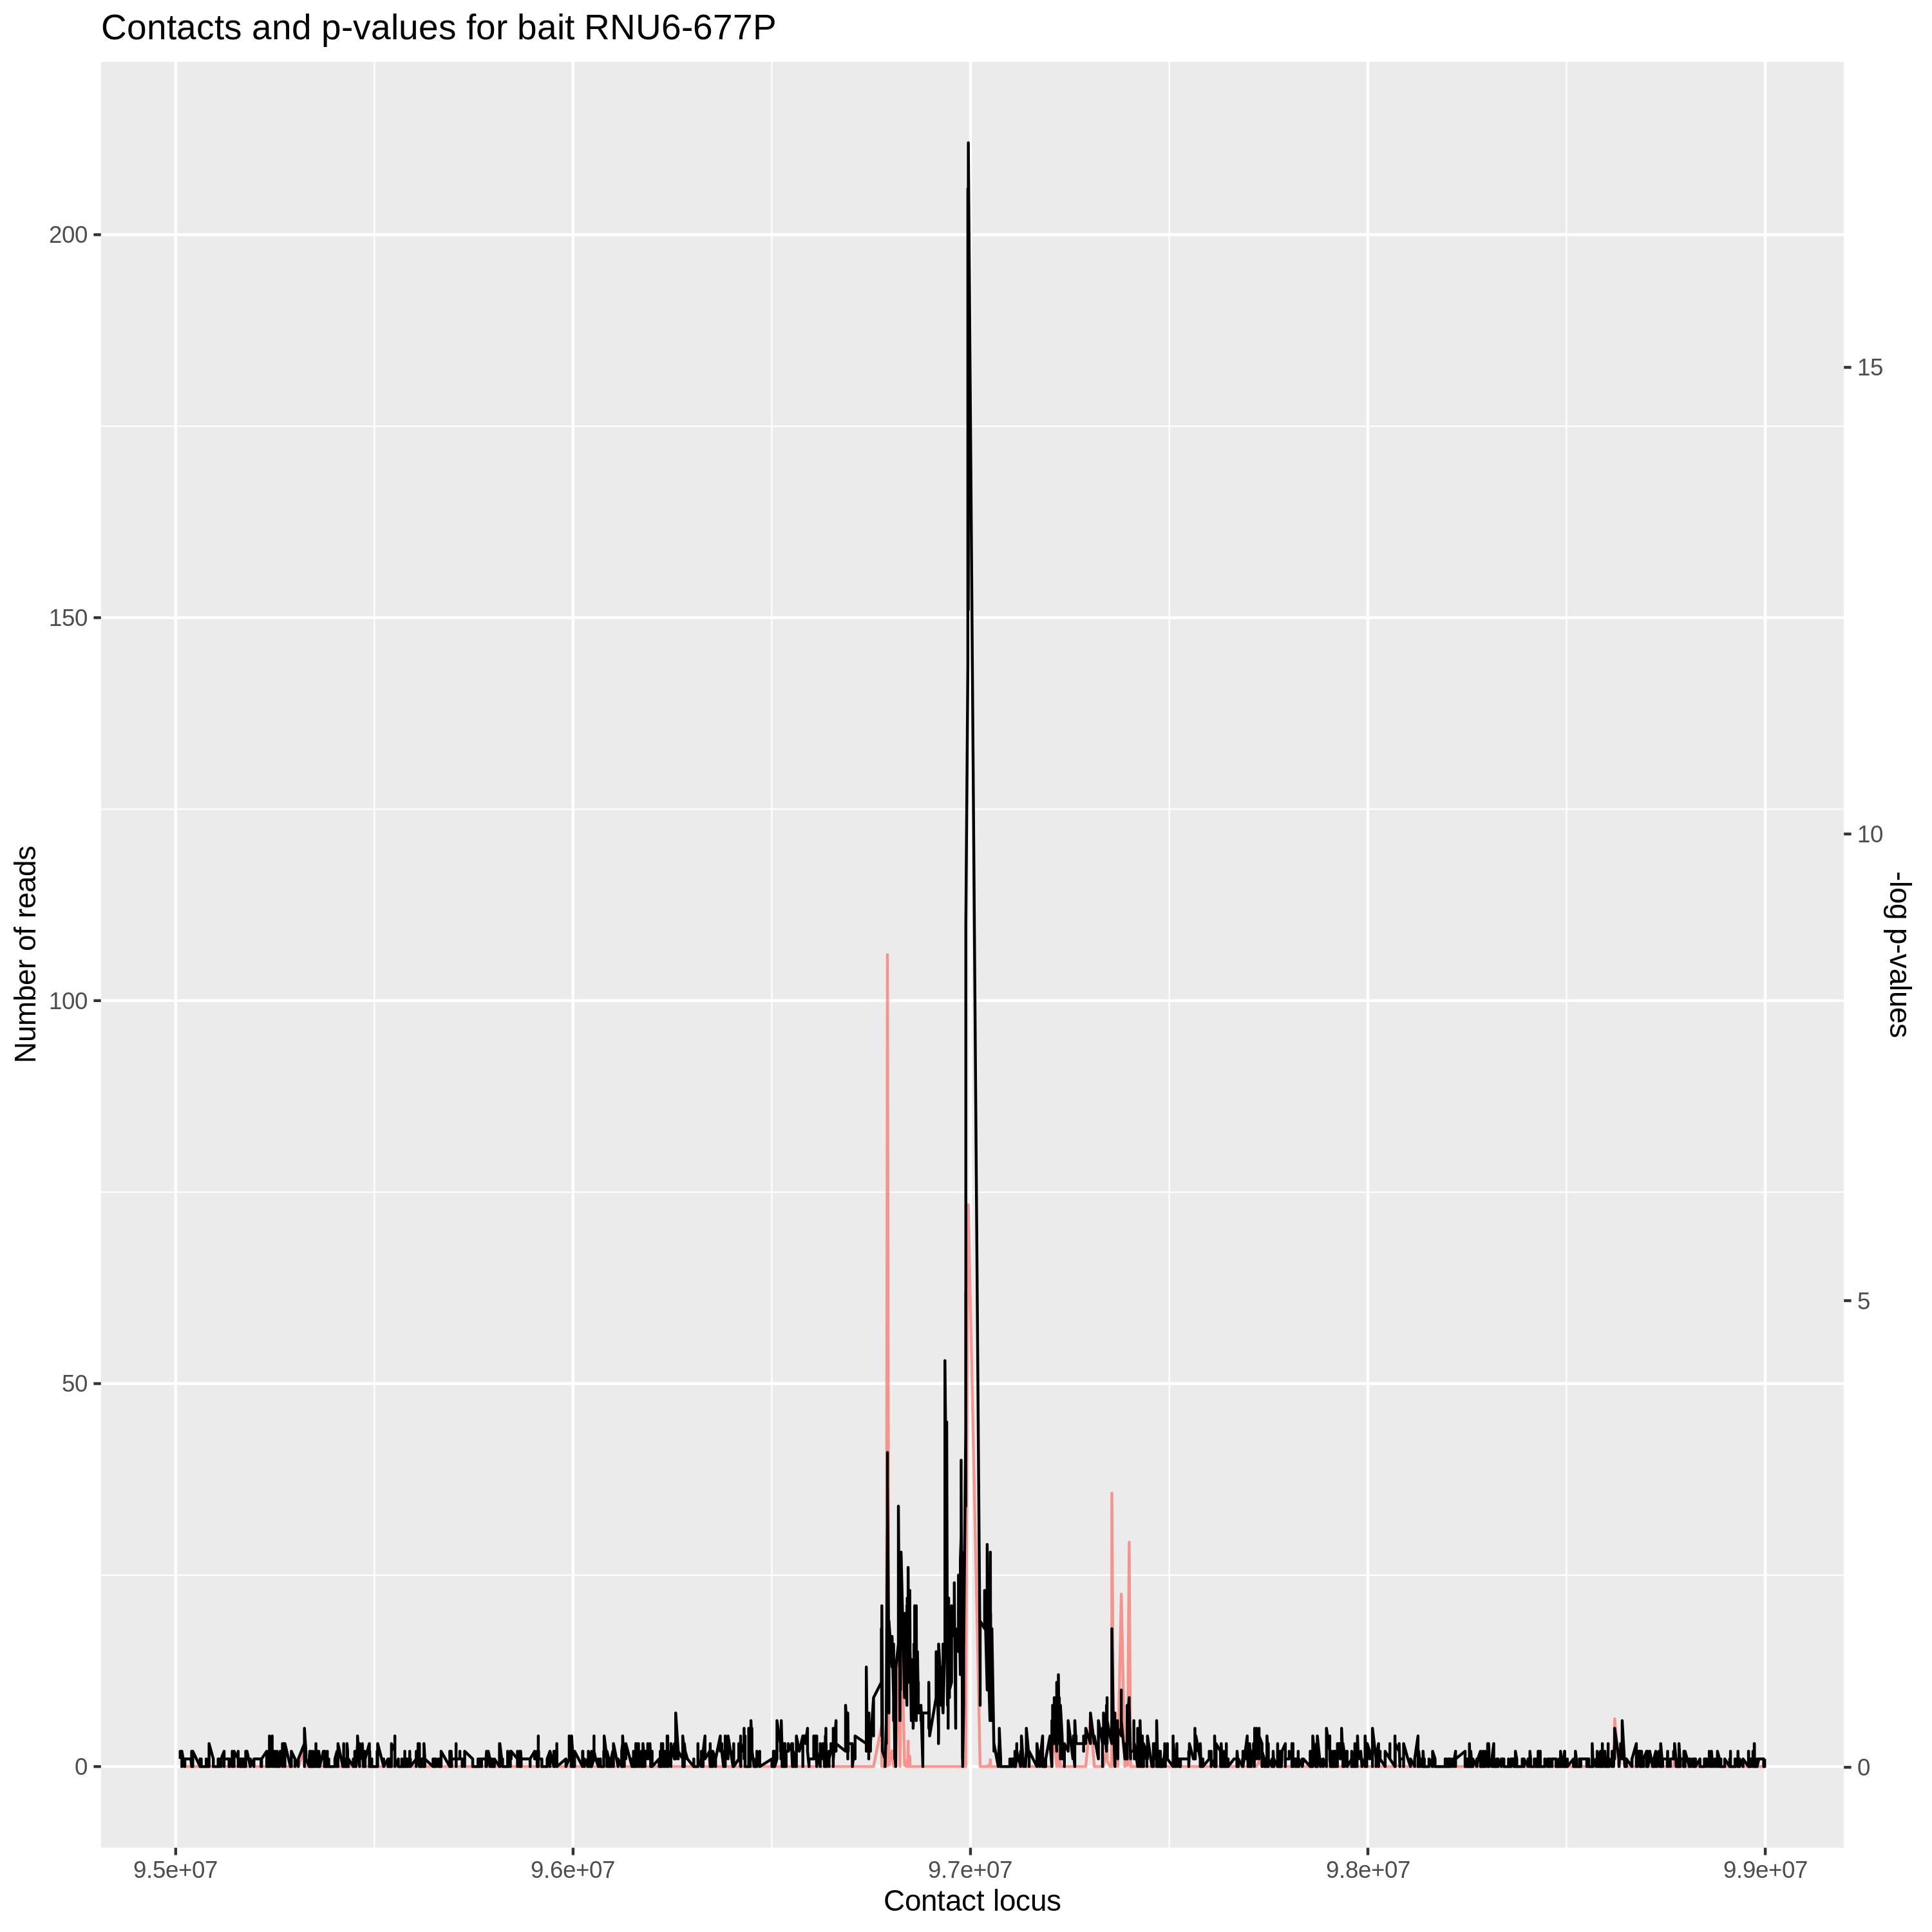 Contacts and p-values for bait RNU6-677P
200
150
100
50
0
Number of reads
15
10
5
0
-log p-values
9.5e+07 9.6e+07 9.7e+07 9.8e+07 9.9e+07
Contact locus